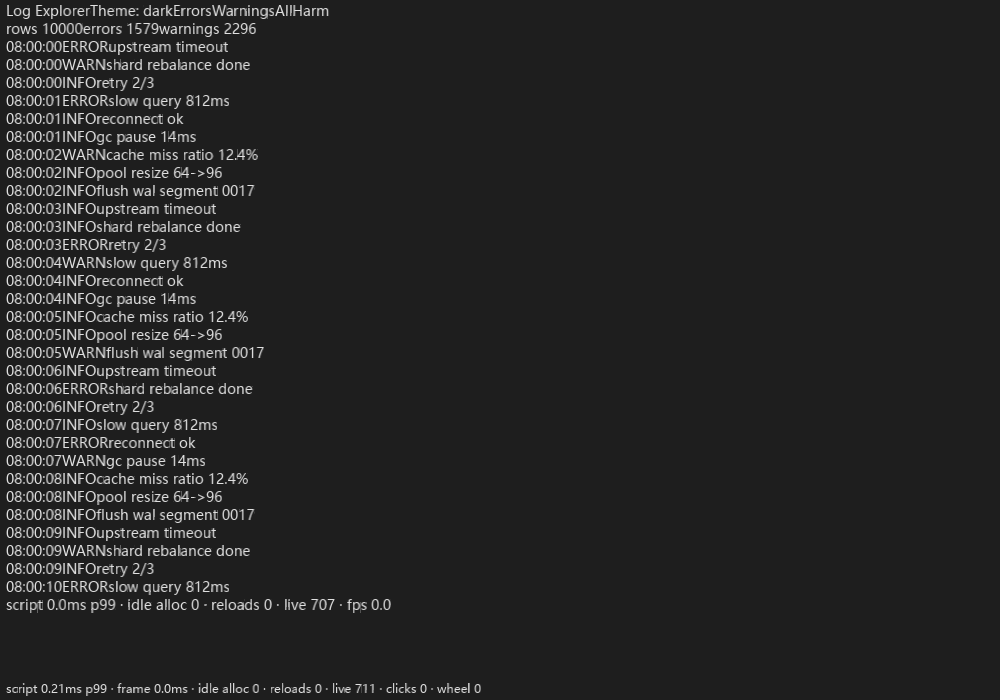 Log ExplorerTheme: darkErrorsWarningsAllHarm
rows 10000errors 1579warnings 2296
08:00:00ERRORupstream timeout
08:00:00WARNshard rebalance done
08:00:00INFOretry 2/3
08:00:01ERRORslow query 812ms
08:00:01INFOreconnect ok
08:00:01INFOgc pause 14ms
08:00:02WARNcache miss ratio 12.4%
08:00:02INFOpool resize 64->96
08:00:02INFOflush wal segment 0017
08:00:03INFOupstream timeout
08:00:03INFOshard rebalance done
08:00:03ERRORretry 2/3
08:00:04WARNslow query 812ms
08:00:04INFOreconnect ok
08:00:04INFOgc pause 14ms
08:00:05INFOcache miss ratio 12.4%
08:00:05INFOpool resize 64->96
08:00:05WARNflush wal segment 0017
08:00:06INFOupstream timeout
08:00:06ERRORshard rebalance done
08:00:06INFOretry 2/3
08:00:07INFOslow query 812ms
08:00:07ERRORreconnect ok
08:00:07WARNgc pause 14ms
08:00:08INFOcache miss ratio 12.4%
08:00:08INFOpool resize 64->96
08:00:08INFOflush wal segment 0017
08:00:09INFOupstream timeout
08:00:09WARNshard rebalance done
08:00:09INFOretry 2/3
08:00:10ERRORslow query 812ms
script 0.0ms p99 · idle alloc 0 · reloads 0 · live 707 · fps 0.0
script 0.21ms p99 · frame 0.0ms · idle alloc 0 · reloads 0 · live 711 · clicks 0 · wheel 0